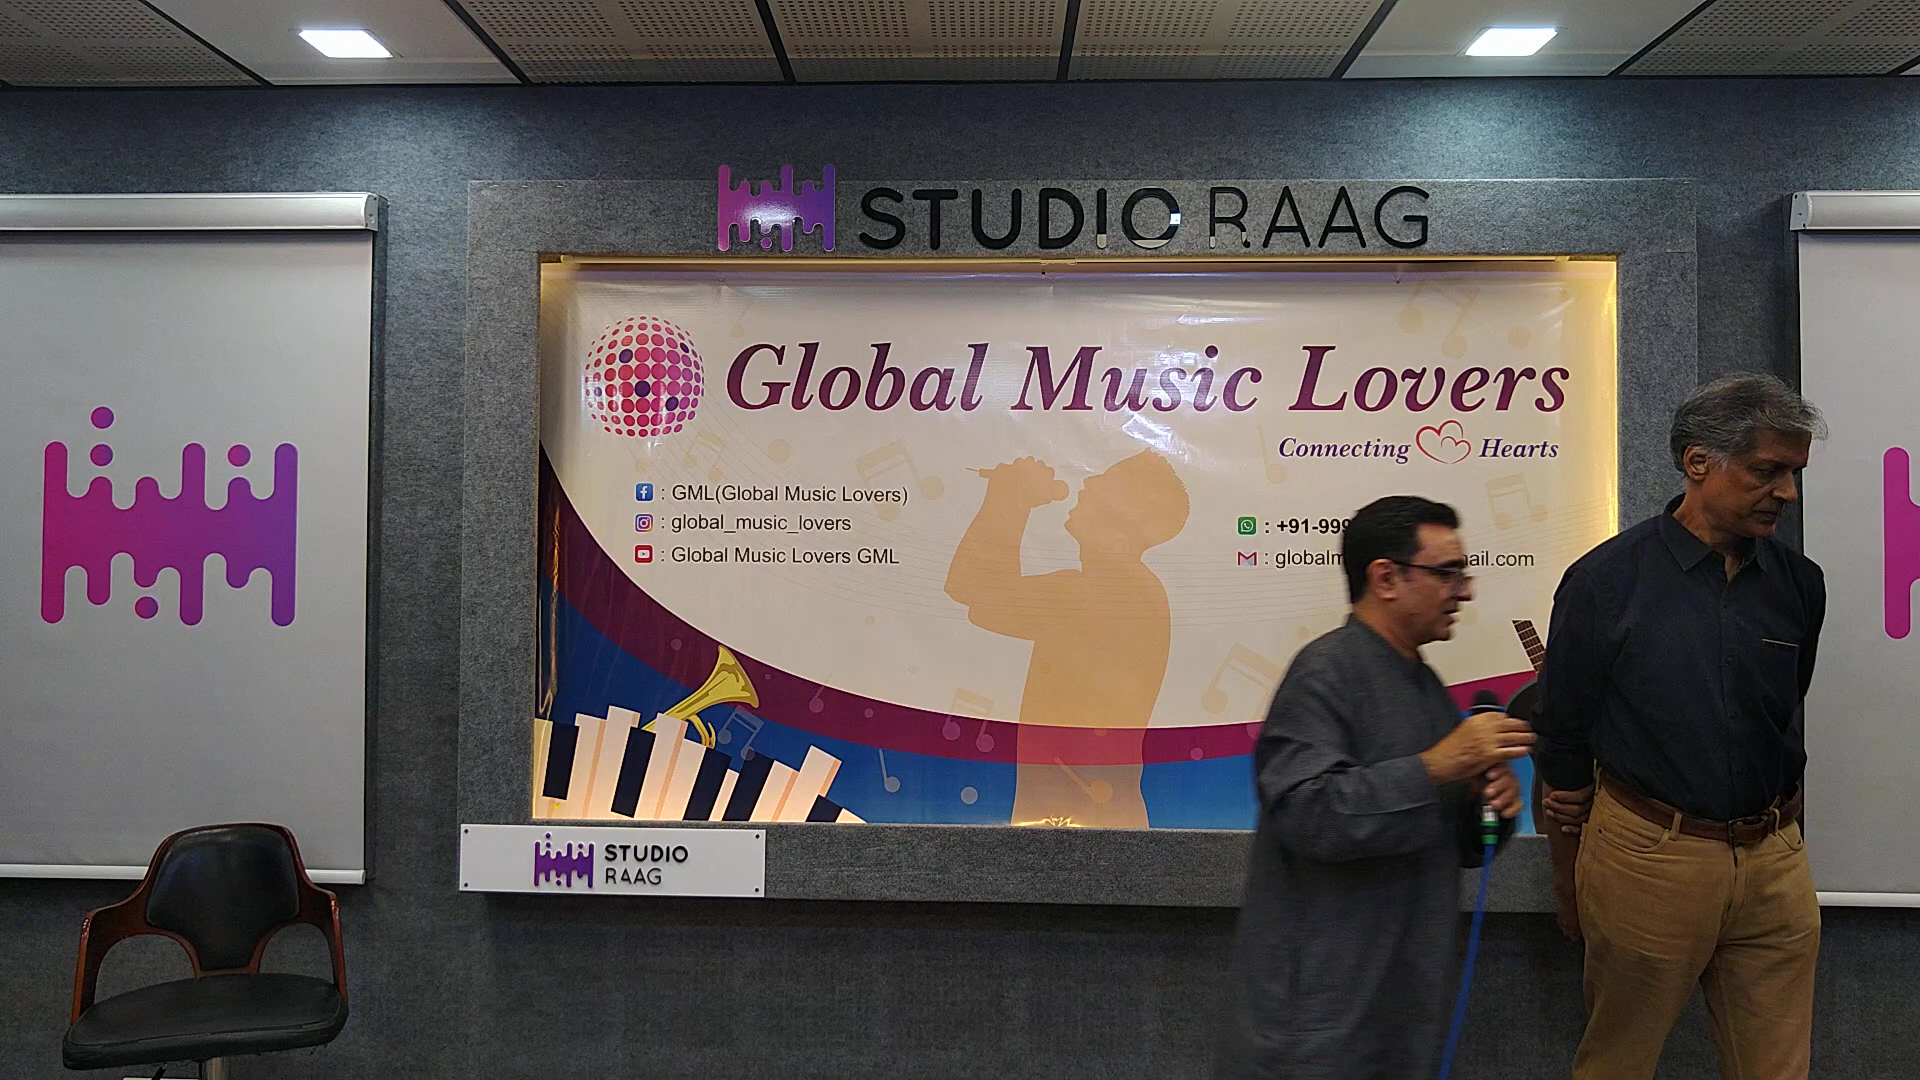 STUDIO RAAG
Global Music Lovers
Connecting Hearts
: GML(Global Music Lovers)
: global_music_lovers
: Global Music Lovers GML
: +91-999
: globalm ail.com
STUDIO
RAAG